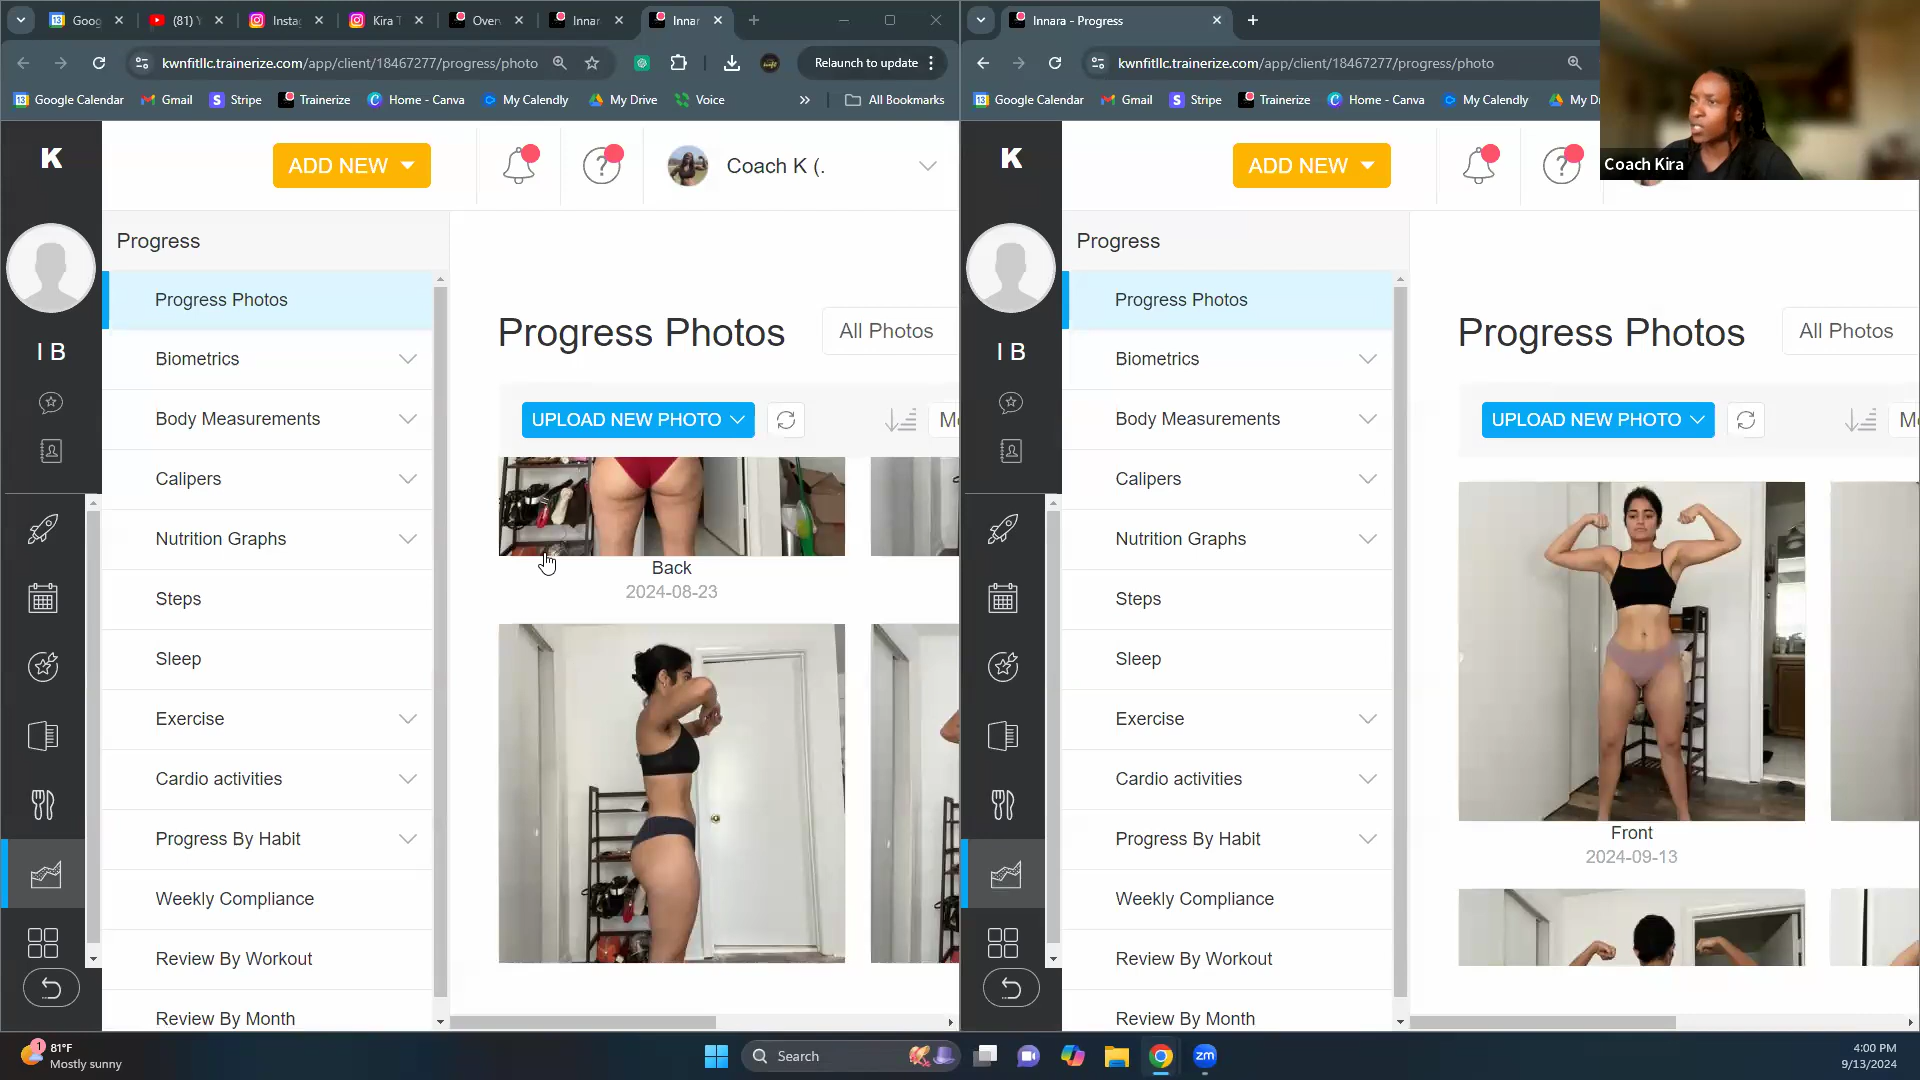 Goog
(81)
Insta
Kira T
Over
Innar
Innar
kwnfitllc.trainerize.com/app/client/18467277/progress/photo
Relaunch to update
Google Calendar
Gmail
Stripe
Trainerize
Home - Canva
My Calendly
My Drive
Voice
All Bookmarks
K
ADD NEW
Coach K (.
I B
Progress
Progress Photos
Biometrics
Body Measurements
Calipers
Nutrition Graphs
Steps
Sleep
Exercise
Cardio activities
Progress By Habit
Weekly Compliance
Review By Workout
Review By Month
Progress Photos
All Photos
UPLOAD NEW PHOTO
Back
2024-08-23
Innara - Progress
kwnfitllc.trainerize.com/app/client/18467277/progress/photo
Google Calendar
Gmail
Stripe
Trainerize
Home - Canva
My Calendly
My D
Coach Kira
K
ADD NEW
I B
Progress
Progress Photos
Biometrics
Body Measurements
Calipers
Nutrition Graphs
Steps
Sleep
Exercise
Cardio activities
Progress By Habit
Weekly Compliance
Review By Workout
Review By Month
Progress Photos
All Photos
UPLOAD NEW PHOTO
Front
2024-09-13
1
81°F
Mostly sunny
Search
zm
4:00 PM
9/13/2024